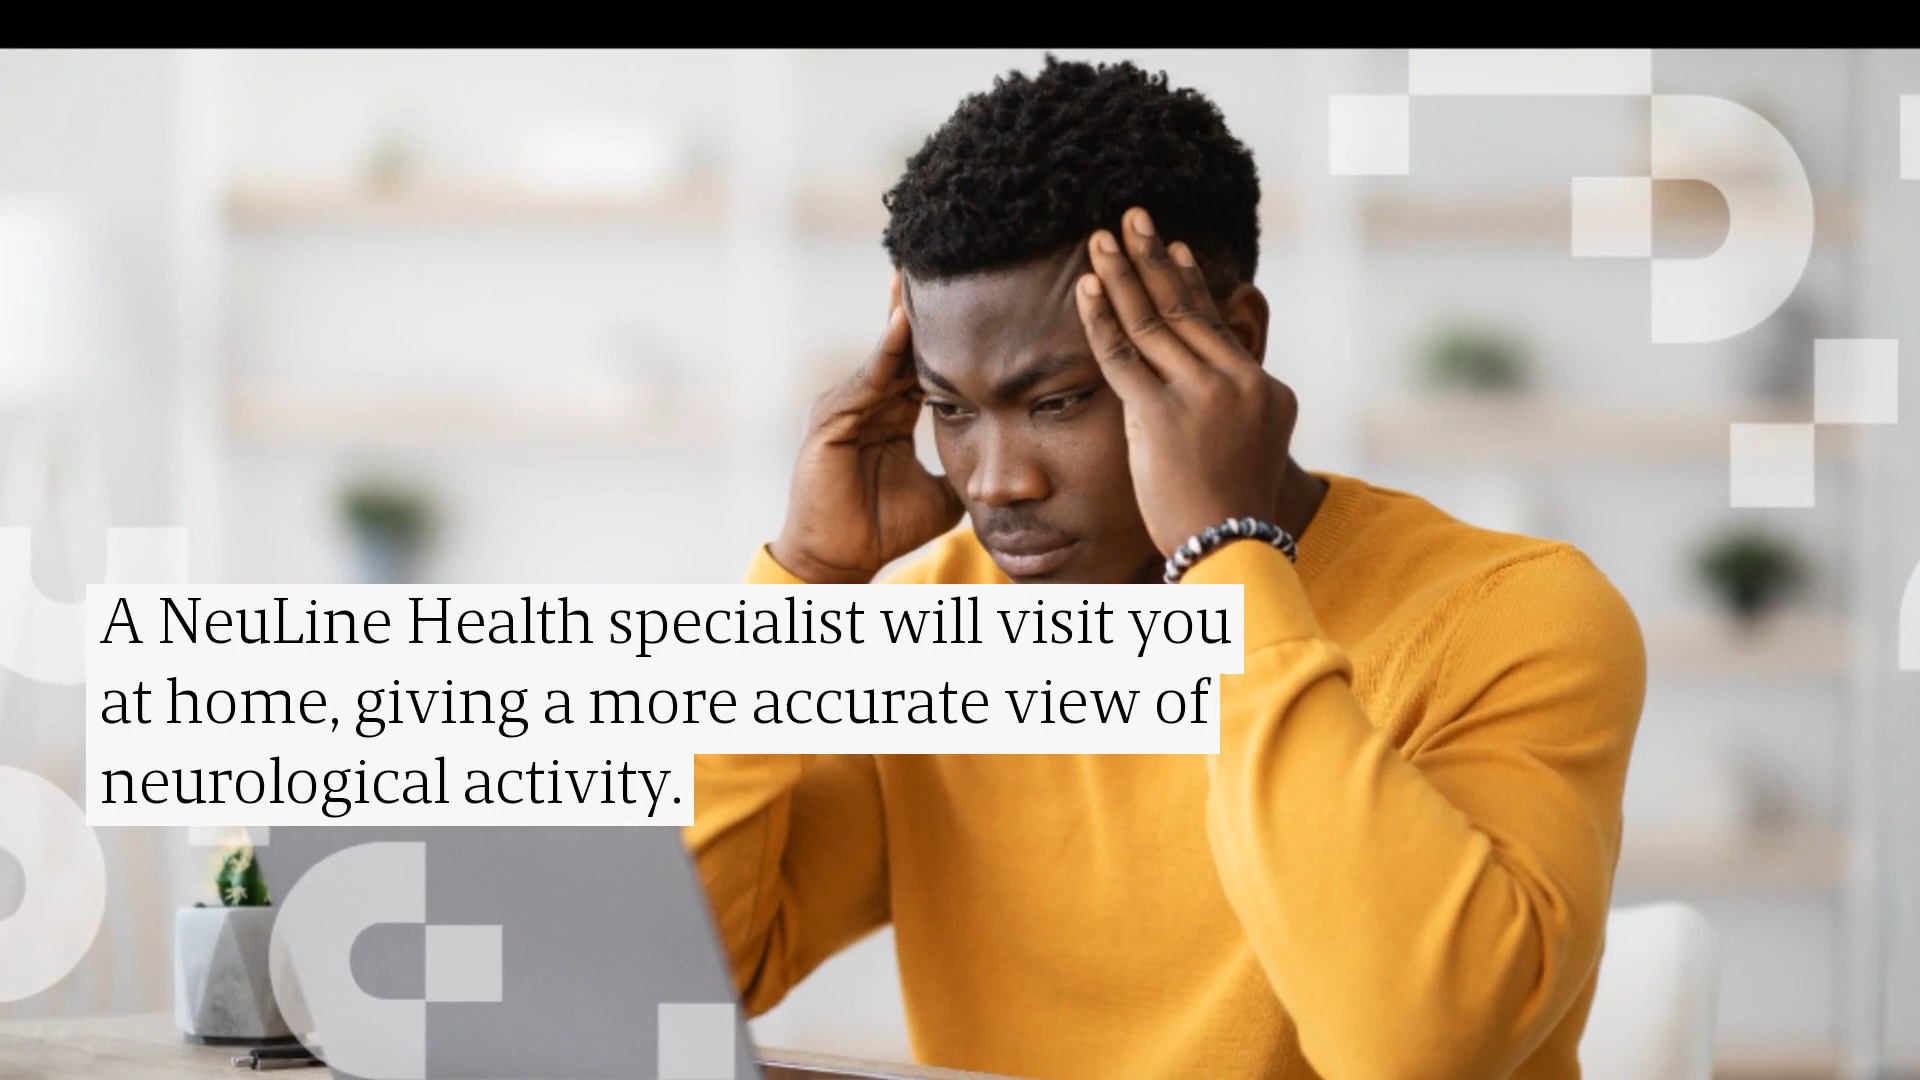 A NeuLine Health specialist will visit you
at home, giving a more accurate view of
neurological activity.